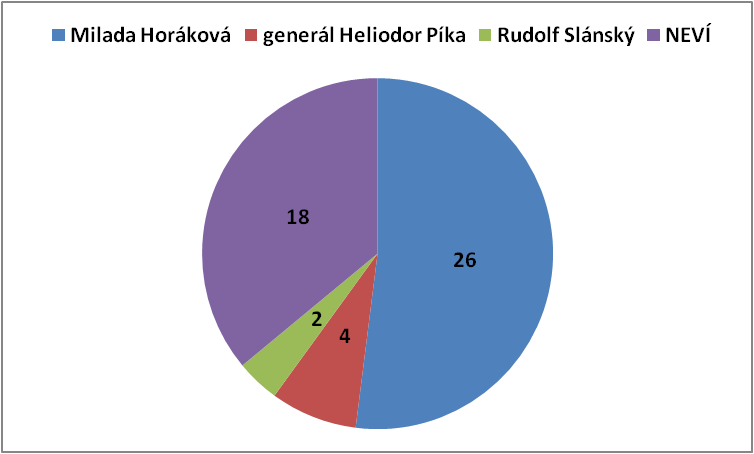 Milada Horáková generál Heliodor Píka Rudolf Slánský NEVÍ
18
26
2
4